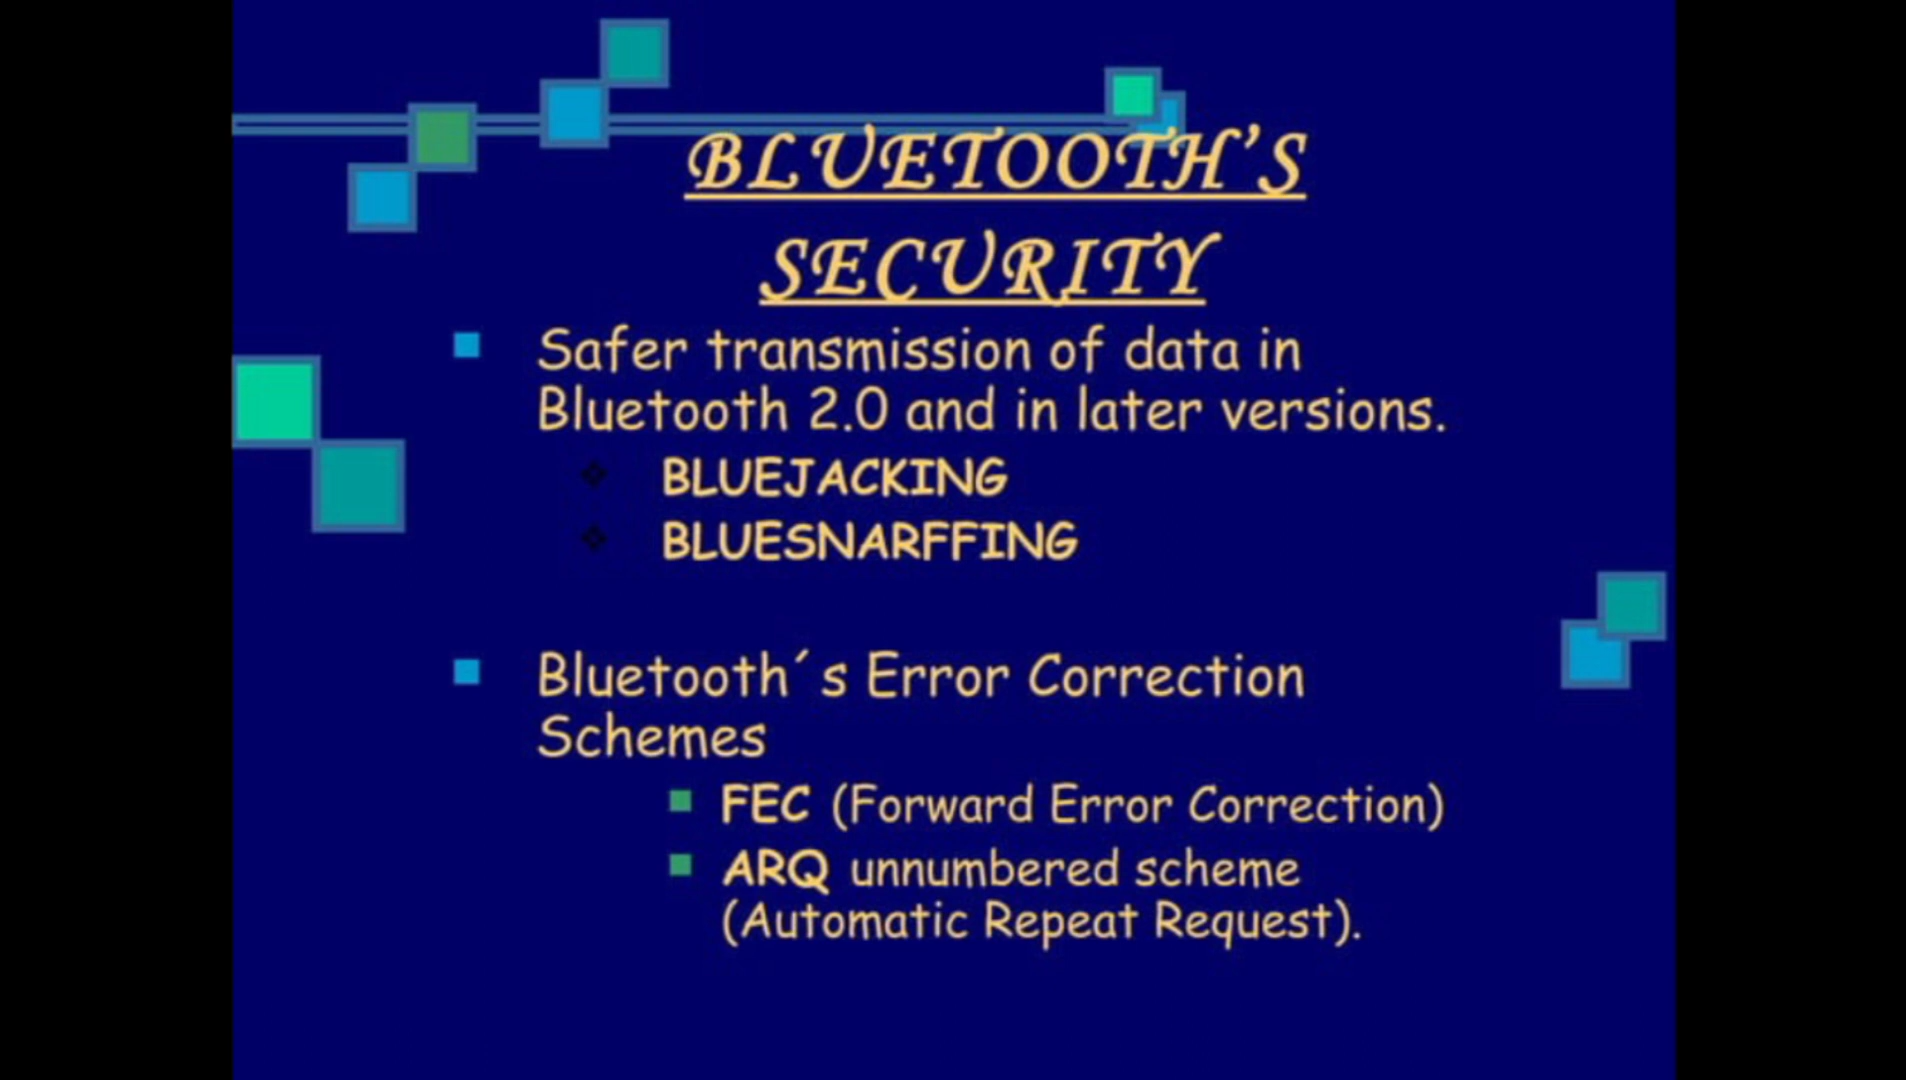 BLUETOOTH’S
SECURITY
Safer transmission of data in
Bluetooth 2.0 and in later versions.
BLUEJACKING
BLUESNARFFING
Bluetooth´s Error Correction
Schemes
FEC (Forward Error Correction)
ARQ unnumbered scheme
(Automatic Repeat Request).